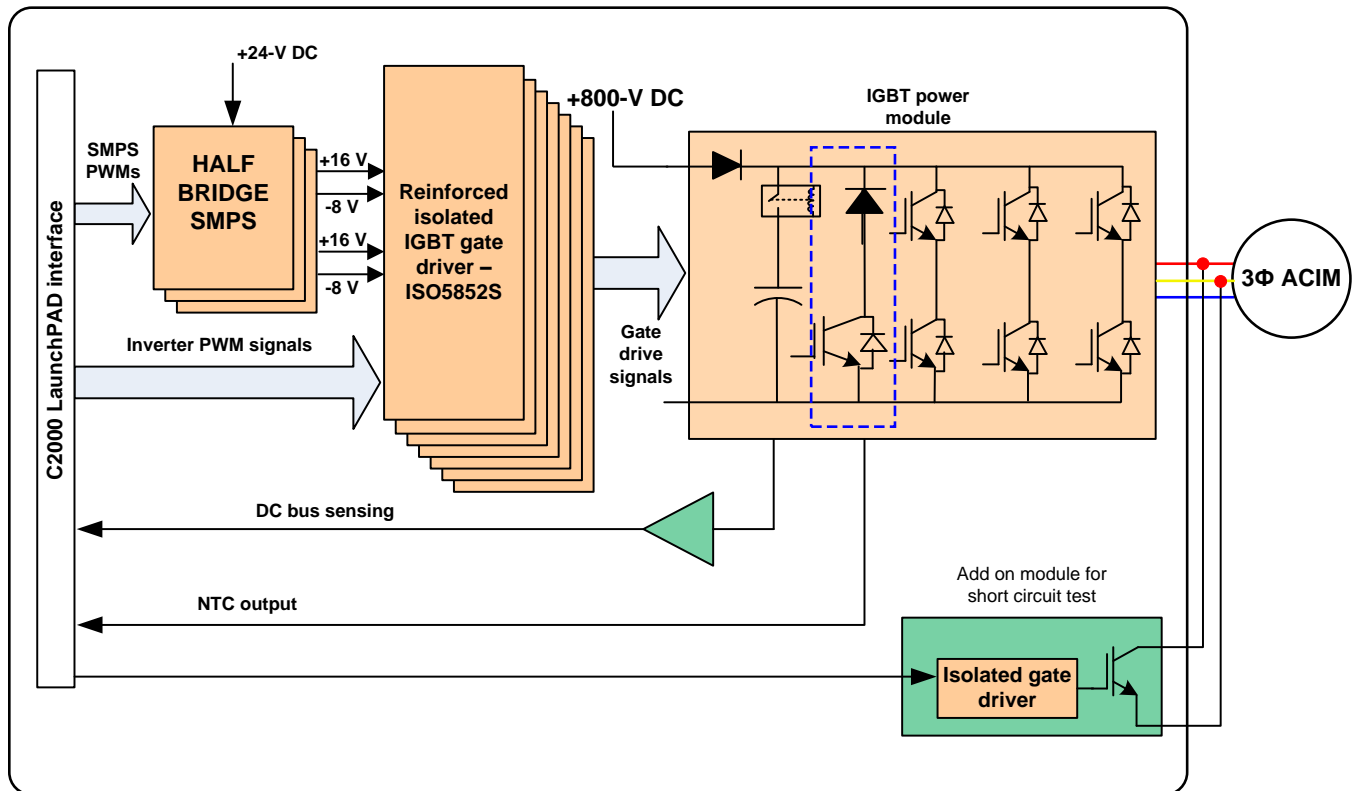 +24-V DC
SMPS
PWMs
HALF
BRIDGE
SMPS
+16 V
-8 V
+16 V
-8 V
Reinforced
isolated
IGBT gate
driver –
ISO5852S
+800-V DC
IGBT power
module
3Φ ACIM
C2000 LaunchPAD interface
Inverter PWM signals
Gate
drive
signals
DC bus sensing
NTC output
Add on module for
short circuit test
Isolated gate
driver